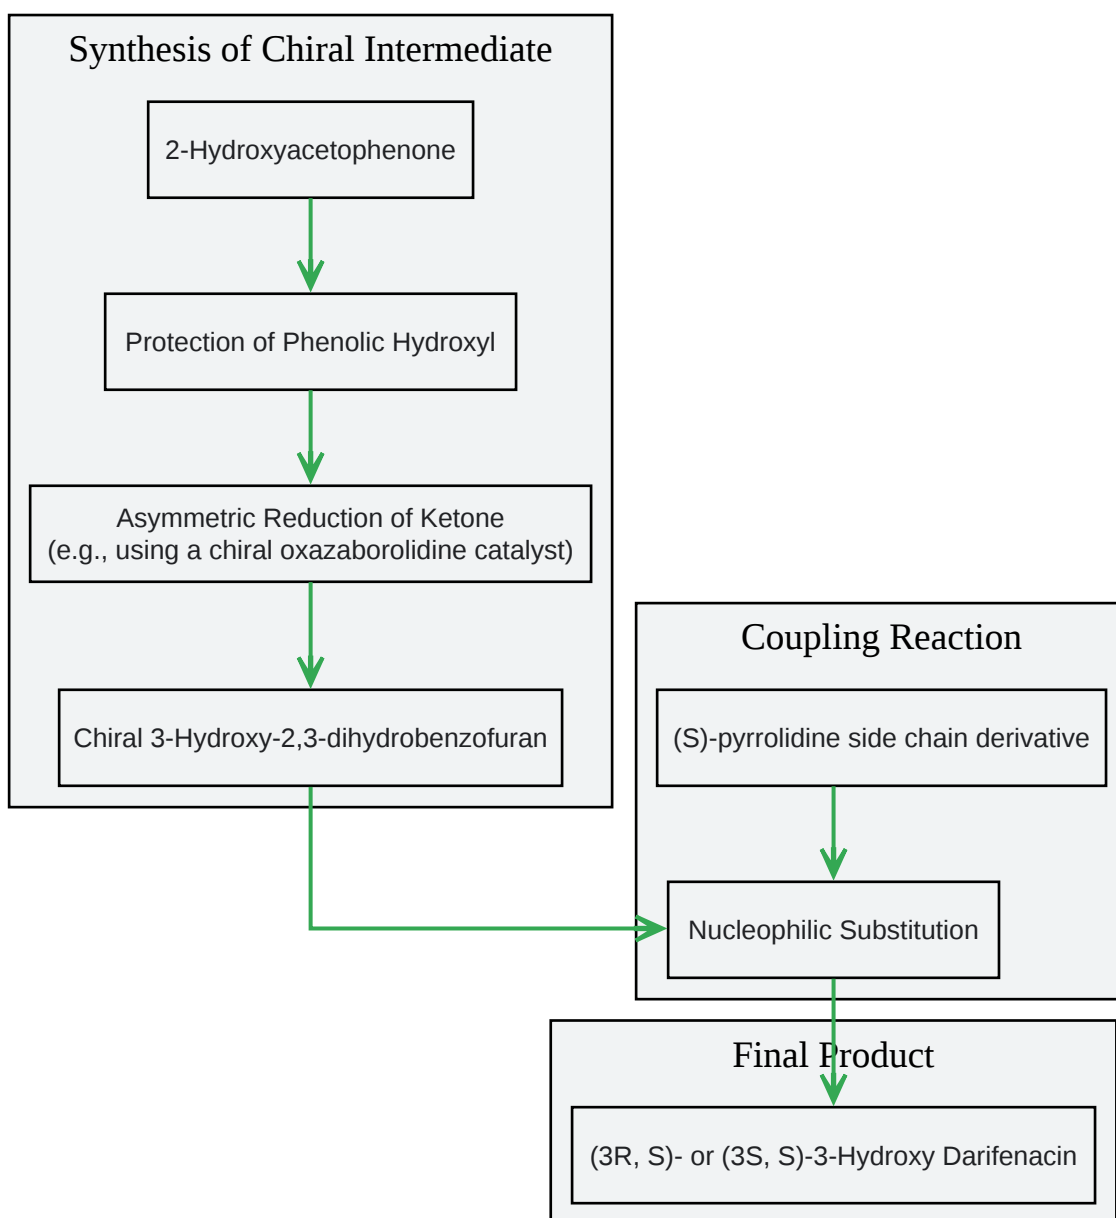 Synthesis of Chiral Intermediate
2-Hydroxyacetophenone
Protection of Phenolic Hydroxyl
Asymmetric Reduction of Ketone
(e.g., using a chiral oxazaborolidine catalyst)
Chiral 3-Hydroxy-2,3-dihydrobenzofuran
Coupling Reaction
(S)-pyrrolidine side chain derivative
Nucleophilic Substitution
Final Product
(3R, S)- or (3S, S)-3-Hydroxy Darifenacin